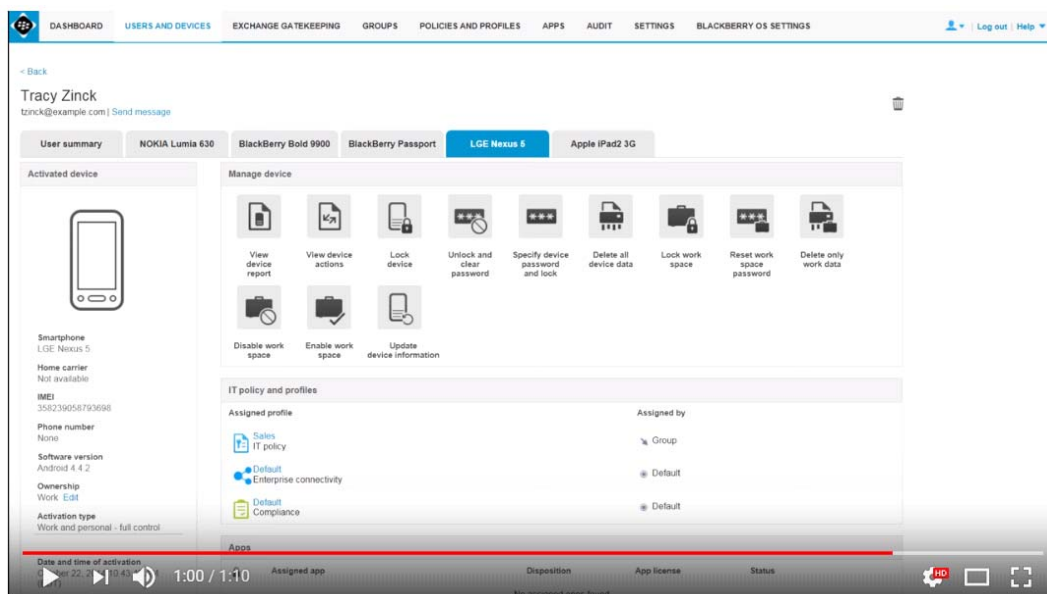 DASHBOARD USERS AND DEVICES EXCHANGE GATEKEEPING GROUPS POLICIES AND PROFILES APPS AUDIT SETTINGS BLACKBERRY OS SETTINGS Log out | Help
< Back
Tracy Zinck
tzinck@example.com | Send message
User summary NOKIA Lumia 630 BlackBerry Bold 9900 BlackBerry Passport LGE Nexus 5 Apple iPad2 3G
Activated device
Smartphone
LGE Nexus 5
Home carrier
Not available
IMEI
358239058793698
Phone number
None
Software version
Android 4.4.2
Ownership
Work Edit
Activation type
Work and personal - full control
Date and time of activation
Manage device
View device report
View device actions
Lock device
Unlock and clear password
Specify device password and lock
Delete all device data
Lock work space
Reset work space password
Delete only work data
Disable work space
Enable work space
Update device information
IT policy and profiles
Assigned profile Assigned by
Sales
IT policy Group
Default
Enterprise connectivity Default
Default
Compliance Default
Apps
Assigned app Disposition App license Status
1:00 / 1:10
HD